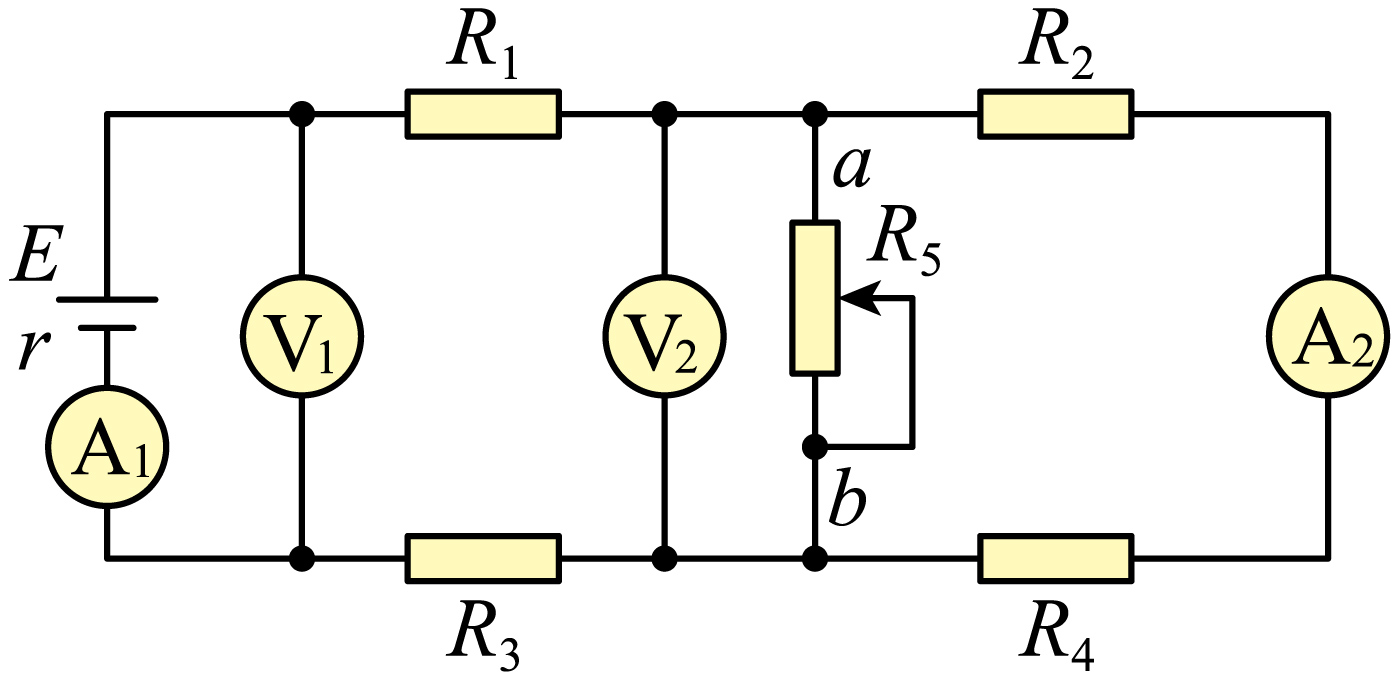 R₁
R₂
a
R₅
E
r
V₁
V₂
A₂
A₁
b
R₃
R₄